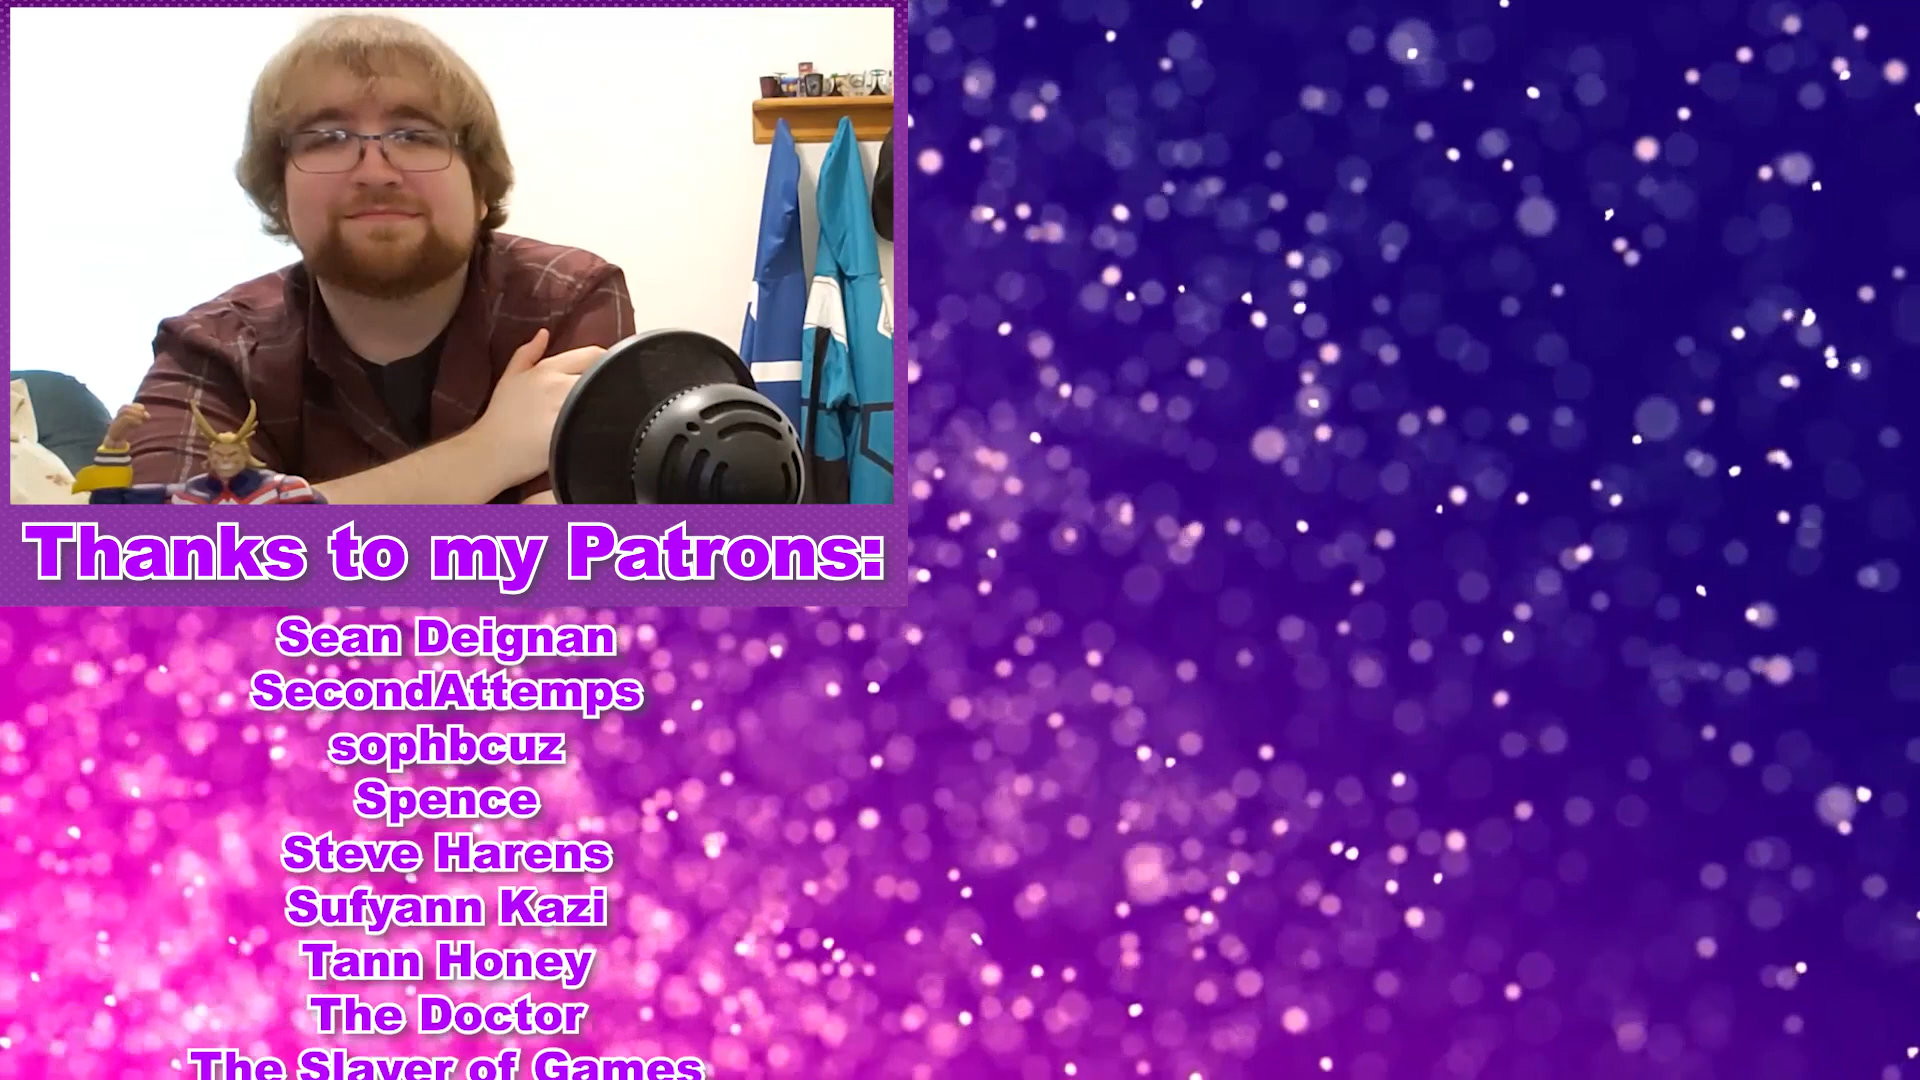 Thanks to my Patrons:
Sean Deignan
SecondAttemps
sophbcuz
Spence
Steve Harens
Sufyann Kazi
Tann Honey
The Doctor
The Slayer of Games